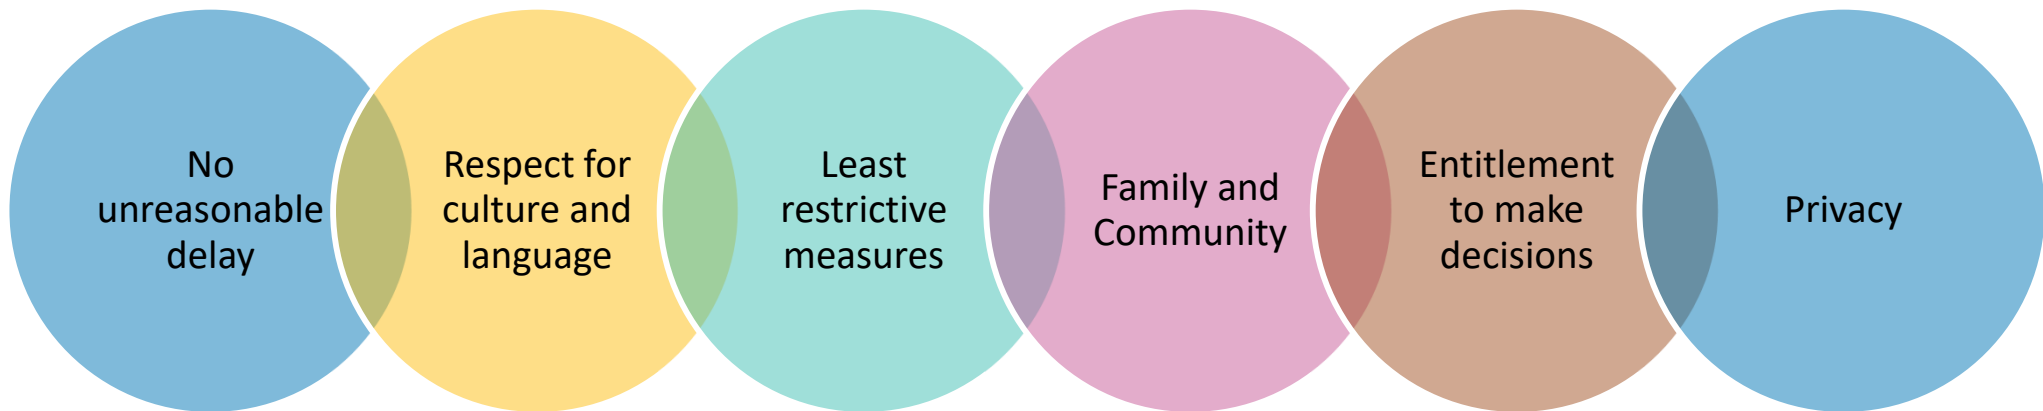 No
unreasonable
delay
Respect for
culture and
language
Least
restrictive
measures
Family and
Community
Entitlement
to make
decisions
Privacy